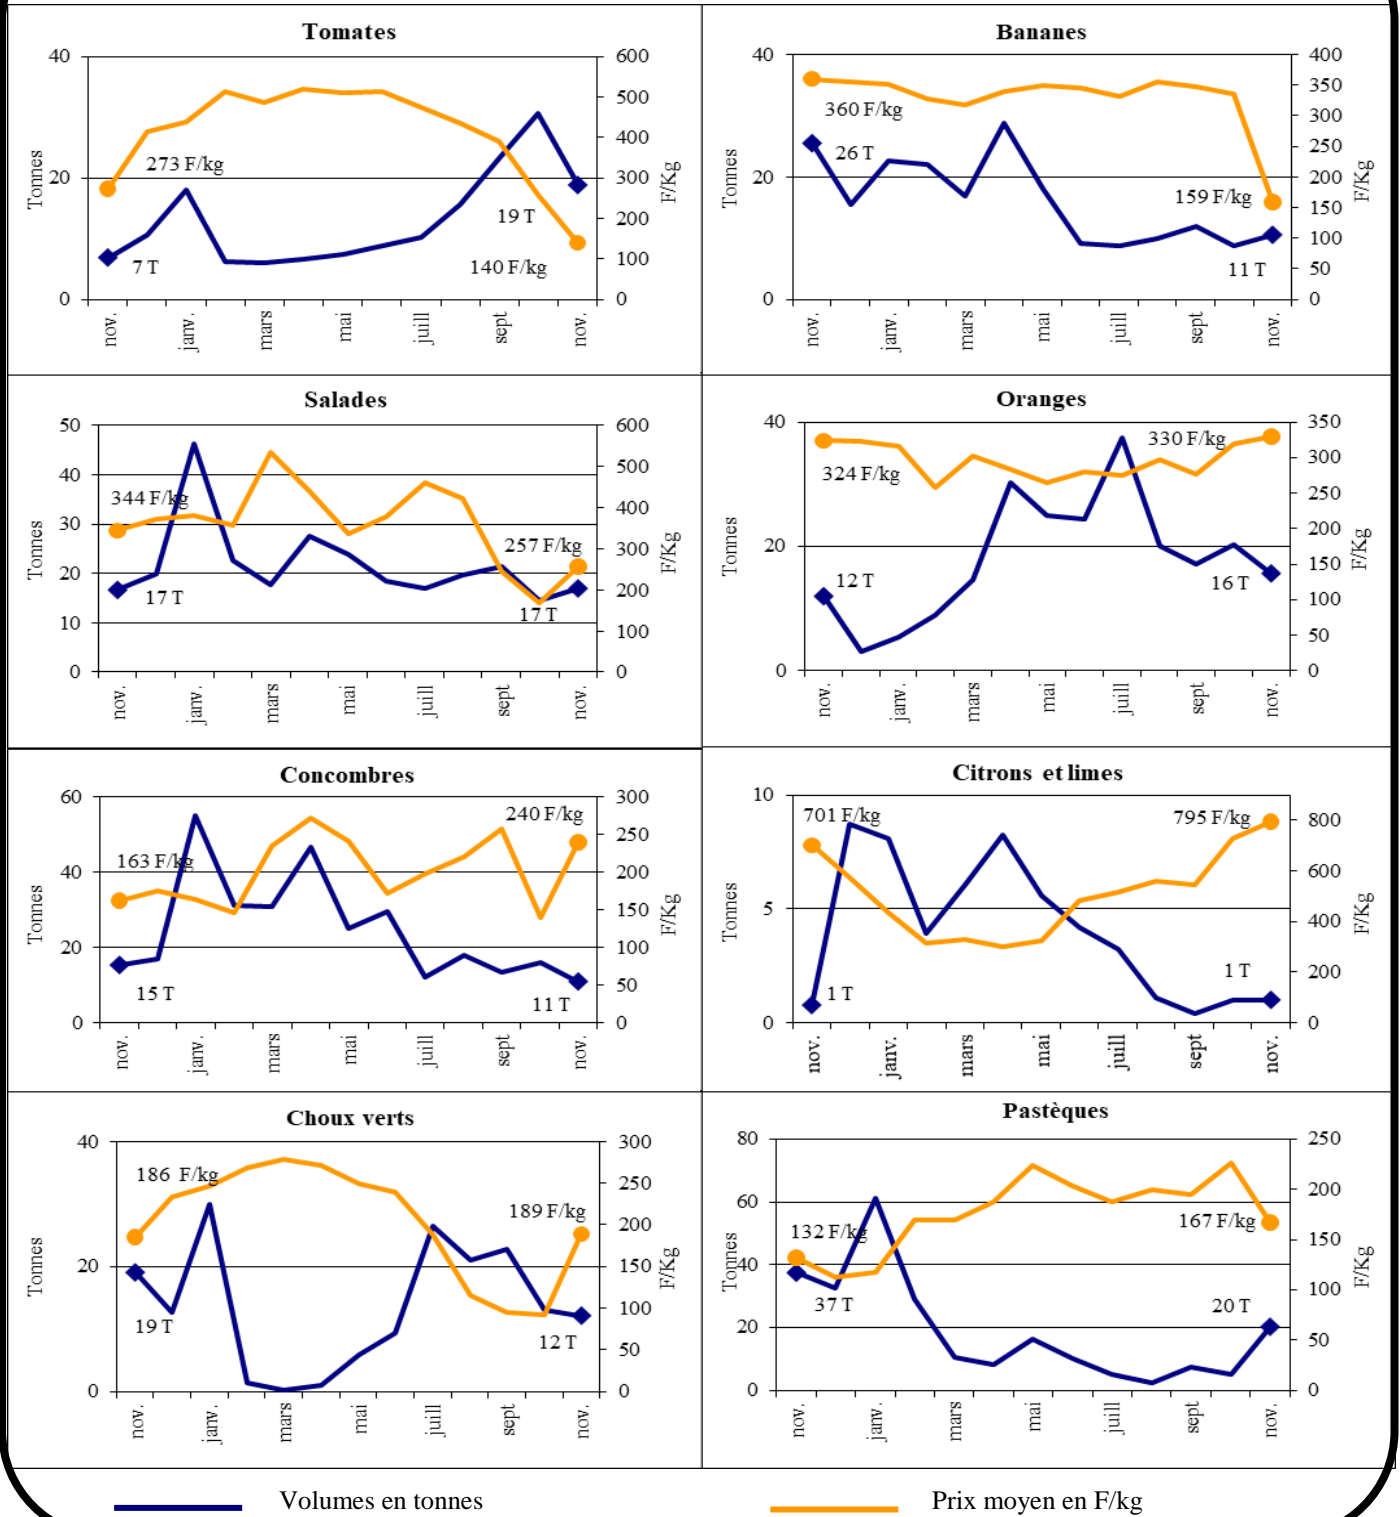 Tomates
40
20
0
Tonnes
600
500
400
300
200
100
0
F/Kg
273 F/kg
7 T
19 T
140 F/kg
nov.
janv.
mars
mai
juill
sept
nov.
Bananes
40
20
0
Tonnes
400
350
300
250
200
150
100
50
0
F/Kg
360 F/kg
26 T
159 F/kg
11 T
nov.
janv.
mars
mai
juill
sept
nov.
Salades
50
40
30
20
10
0
Tonnes
600
500
400
300
200
100
0
F/Kg
344 F/kg
17 T
257 F/kg
17 T
nov.
janv.
mars
mai
juill
sept
nov.
Oranges
40
20
0
Tonnes
350
300
250
200
150
100
50
0
F/Kg
324 F/kg
12 T
330 F/kg
16 T
nov.
janv.
mars
mai
juill
sept
nov.
Concombres
60
40
20
0
Tonnes
300
250
200
150
100
50
0
F/Kg
163 F/kg
15 T
240 F/kg
11 T
nov.
janv.
mars
mai
juill
sept
nov.
Citrons et limes
10
5
0
Tonnes
800
600
400
200
0
F/Kg
701 F/kg
1 T
795 F/kg
1 T
nov.
janv.
mars
mai
juill
sept
nov.
Choux verts
40
20
0
Tonnes
300
250
200
150
100
50
0
F/Kg
186 F/kg
19 T
189 F/kg
12 T
nov.
janv.
mars
mai
juill
sept
nov.
Pastèques
80
60
40
20
0
Tonnes
250
200
150
100
50
0
F/Kg
132 F/kg
37 T
167 F/kg
20 T
nov.
janv.
mars
mai
juill
sept
nov.
Volumes en tonnes
Prix moyen en F/kg